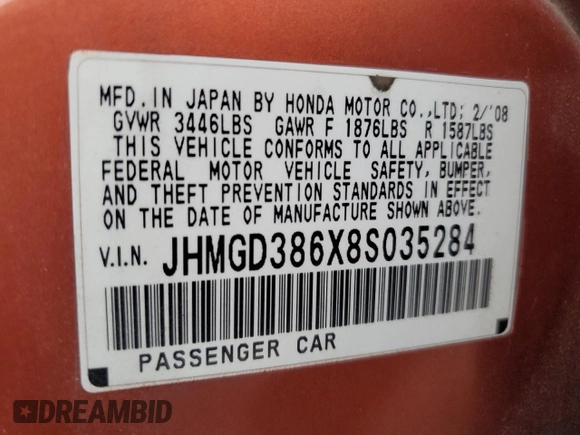 MFD. IN JAPAN BY HONDA MOTOR CO.,LTD; 2/'08
GVWR 3446LBS GAWR F 1876LBS R 1587LBS
THIS VEHICLE CONFORMS TO ALL APPLICABLE
FEDERAL MOTOR VEHICLE SAFETY, BUMPER,
AND THEFT PREVENTION STANDARDS IN EFFECT
ON THE DATE OF MANUFACTURE SHOWN ABOVE.
V.I.N. JHMGD386X8S035284
PASSENGER CAR
DREAMBID